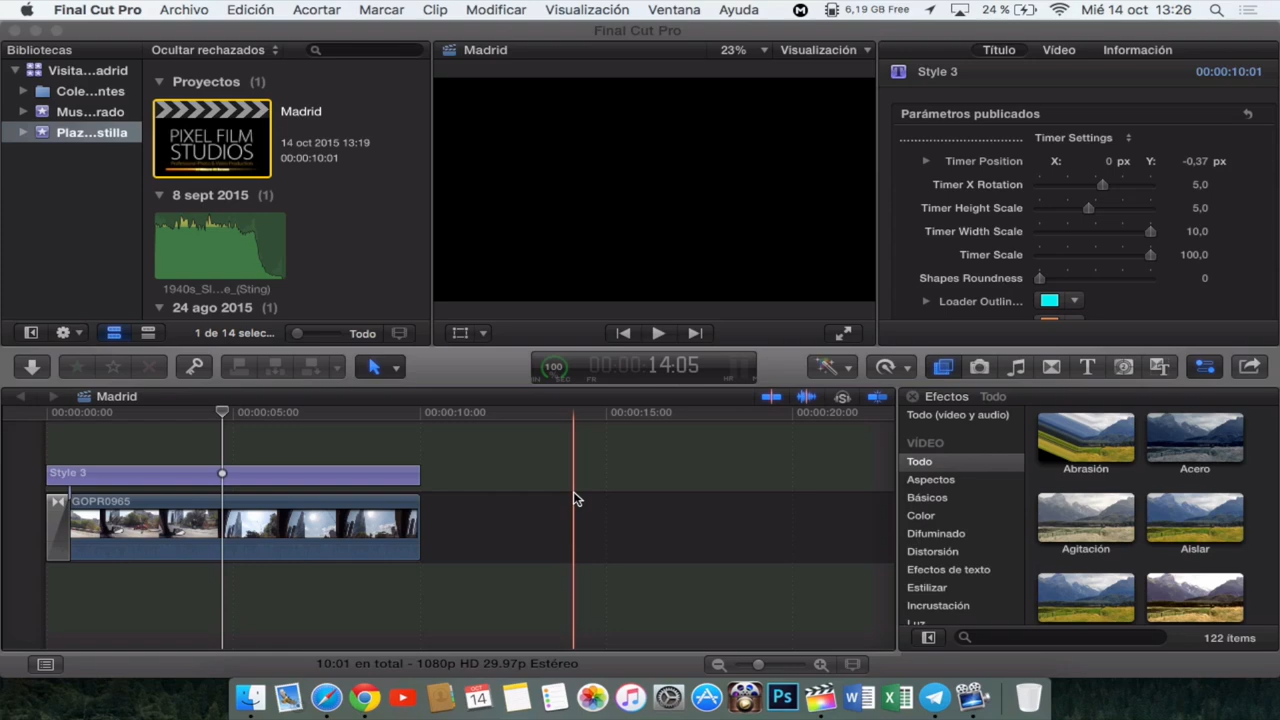 Final Cut Pro Archivo Edición Acortar Marcar Clip Modificar Visualización Ventana Ayuda 6,19 GB Free 24 % Mié 14 oct 13:26
Final Cut Pro
Bibliotecas Ocultar rechazados Madrid 23% Visualización Título Vídeo Información
Visita...adrid
Cole...ntes
Mus...rado
Plaz...stilla
Proyectos (1)
PIXEL FILM
STUDIOS
Madrid
14 oct 2015 13:19
00:00:10:01
8 sept 2015 (1)
1940s_Sl...e_(Sting)
24 ago 2015 (1)
1 de 14 selec... Todo
Style 3 00:00:10:01
Parámetros publicados
Timer Settings
Timer Position X: 0 px Y: -0,37 px
Timer X Rotation 5,0
Timer Height Scale 5,0
Timer Width Scale 10,0
Timer Scale 100,0
Shapes Roundness 0
Loader Outlin...
100 00:00:14:05
Madrid
00:00:00:00 00:00:05:00 00:00:10:00 00:00:15:00 00:00:20:00
Style 3
GOPR0965
10:01 en total - 1080p HD 29.97p Estéreo
Efectos Todo
Todo (vídeo y audio)
VÍDEO
Todo
Aspectos
Básicos
Color
Difuminado
Distorsión
Efectos de texto
Estilizar
Incrustación
Luz
Abrasión Acero
Agitación Aislar
122 ítems
OCT
14
Ps